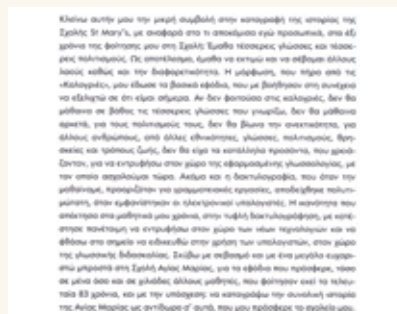 Κλείνω αυτήν μου την μικρή συμβολή στην καταγραφή της ιστορίας της
Σχολής St Mary's, με αναφορά στο τι αποκόμισα εγώ προσωπικά, στα έξι
χρόνια της φοίτησης μου στη Σχολή: Έμαθα τέσσερεις γλώσσες και τέσσε-
ρεις πολιτισμούς. Ως αποτέλεσμα, έμαθα να εκτιμώ και να σέβομαι άλλους
λαούς καθώς και την διαφορετικότητα. Η μόρφωση, που πήρα από τις
«Καλογριές», μου έδωσε τα βασικά εφόδια, που με βοήθησαν στη συνέχεια
να εξελιχτώ σε ότι είμαι σήμερα. Αν δεν φοιτούσα στις καλογριές, δεν θα
μάθαινα σε βάθος τις τέσσερεις γλώσσες που γνωρίζω, δεν θα μάθαινα
αρκετά, για τους πολιτισμούς τους, δεν θα βίωνα την ανεκτικότητα, για
άλλους ανθρώπους, από άλλες εθνικότητες, γλώσσες, πολιτισμούς, θρη-
σκείες και τρόπους ζωής, δεν θα είχα τα κατάλληλα προσόντα, που χρειά-
ζονταν, για να εντρυφήσω στον χώρο της εφαρμοσμένης γλωσσολογίας, με
τον οποίο ασχολούμαι τώρα. Ακόμα και η δακτυλογραφία, που όταν την
μαθαίναμε, προοριζόταν για γραμματειακές εργασίες, αποδείχθηκε πολυτι-
μότατη, όταν εμφανίστηκαν οι ηλεκτρονικοί υπολογιστές. Η ικανότητα που
απέκτησα στα μαθητικά μου χρόνια, στην τυφλή δακτυλογράφηση, με κατέ-
στησε πανέτοιμη να εντρυφήσω στον χώρο των νέων τεχνολογιών και να
φθάσω στο σημείο να ειδικευθώ στην χρήση των υπολογιστών, στον χώρο
της γλωσσικής διδασκαλίας. Σκύβω με σεβασμό και με ένα μεγάλο ευχαρι-
στώ μπροστά στη Σχολή Αγίας Μαρίας, για τα εφόδια που πρόσφερε, τόσο
σε μένα όσο και σε χιλιάδες άλλους μαθητές, που φοίτησαν εκεί τα τελευ-
ταία 83 χρόνια, και με την υπόσχεση: να καταγράψω την συνολική ιστορία
της Αγίας Μαρίας ως αντίδωρο σ' αυτά, που μου πρόσφερε το σχολείο μου.